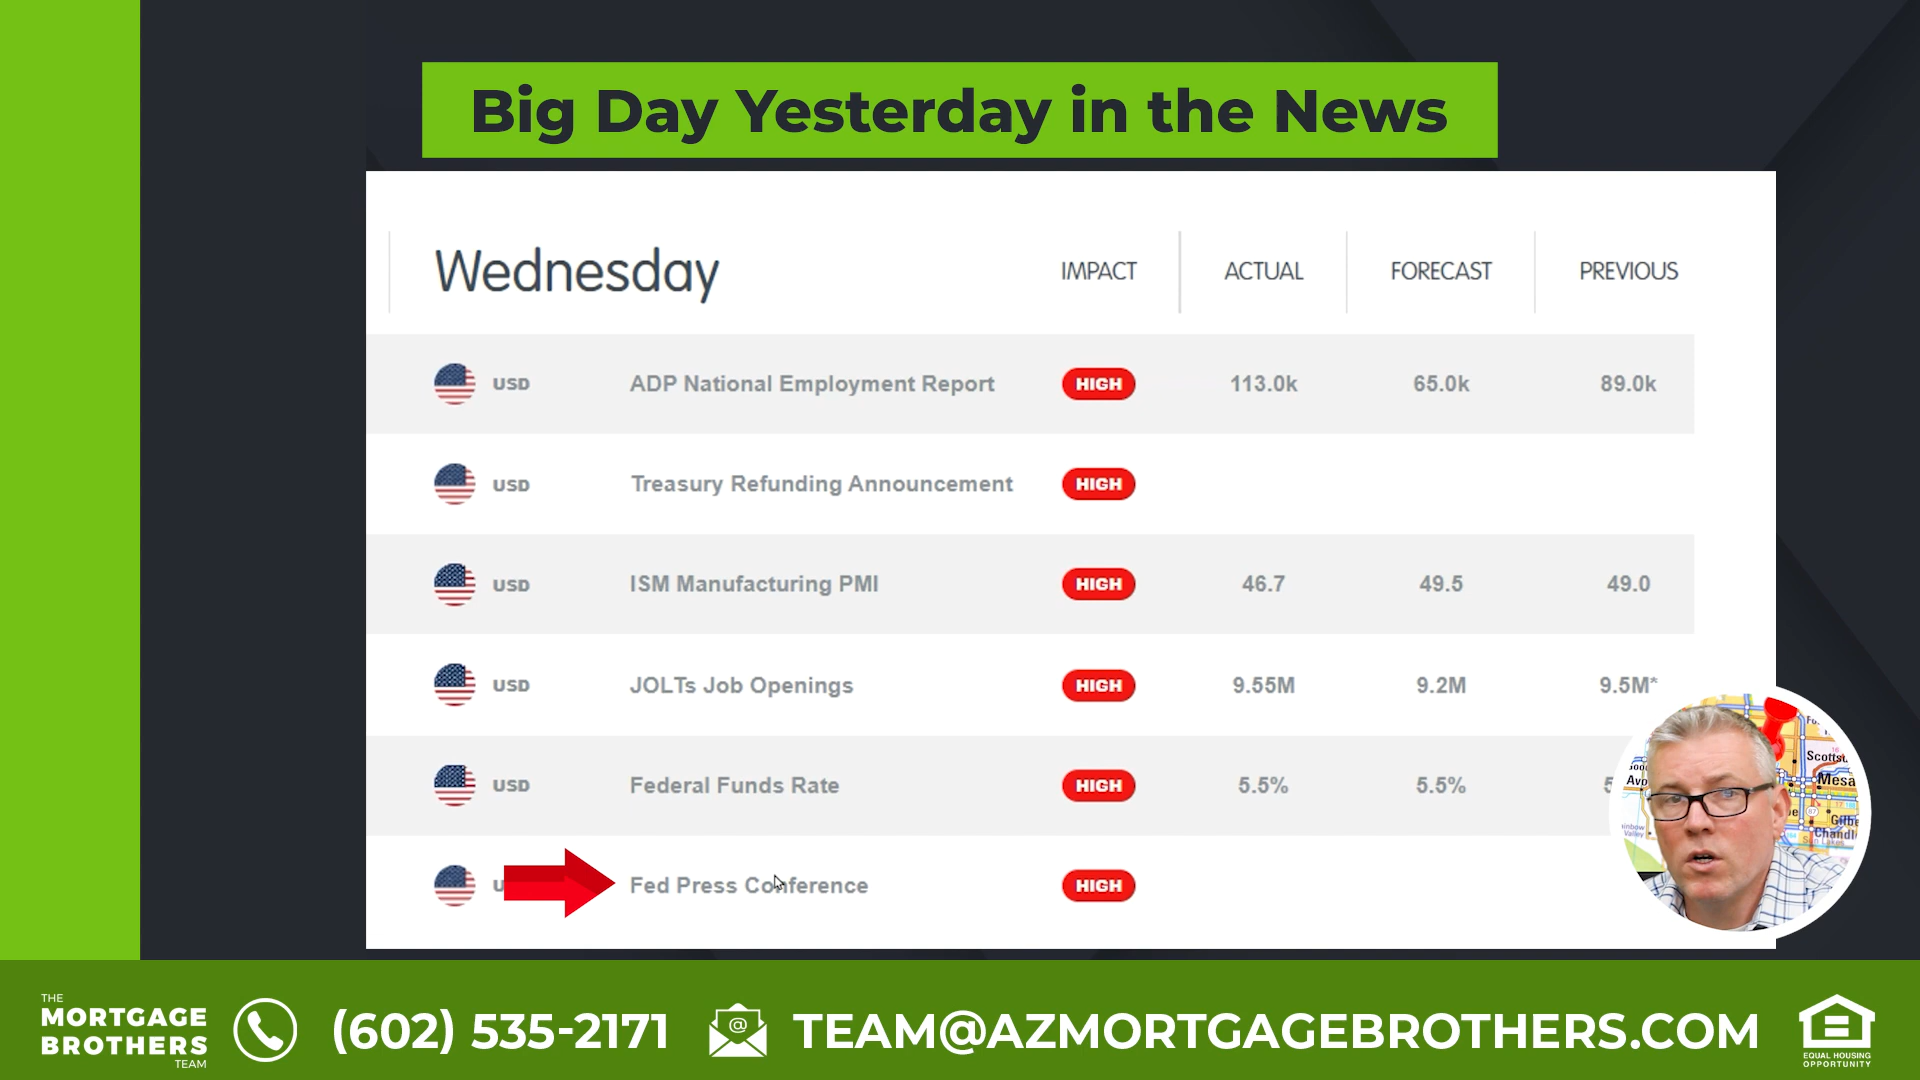 Big Day Yesterday in the News
Wednesday IMPACT ACTUAL FORECAST PREVIOUS
USD ADP National Employment Report HIGH 113.0k 65.0k 89.0k
USD Treasury Refunding Announcement HIGH
USD ISM Manufacturing PMI HIGH 46.7 49.5 49.0
USD JOLTs Job Openings HIGH 9.55M 9.2M 9.5M*
USD Federal Funds Rate HIGH 5.5% 5.5% 5
Fed Press Conference HIGH
Scotts
Mesa
Avo
Gilbe
Chandl
THE
MORTGAGE
BROTHERS
TEAM
(602) 535-2171
@
TEAM@AZMORTGAGEBROTHERS.COM
EQUAL HOUSING
OPPORTUNITY